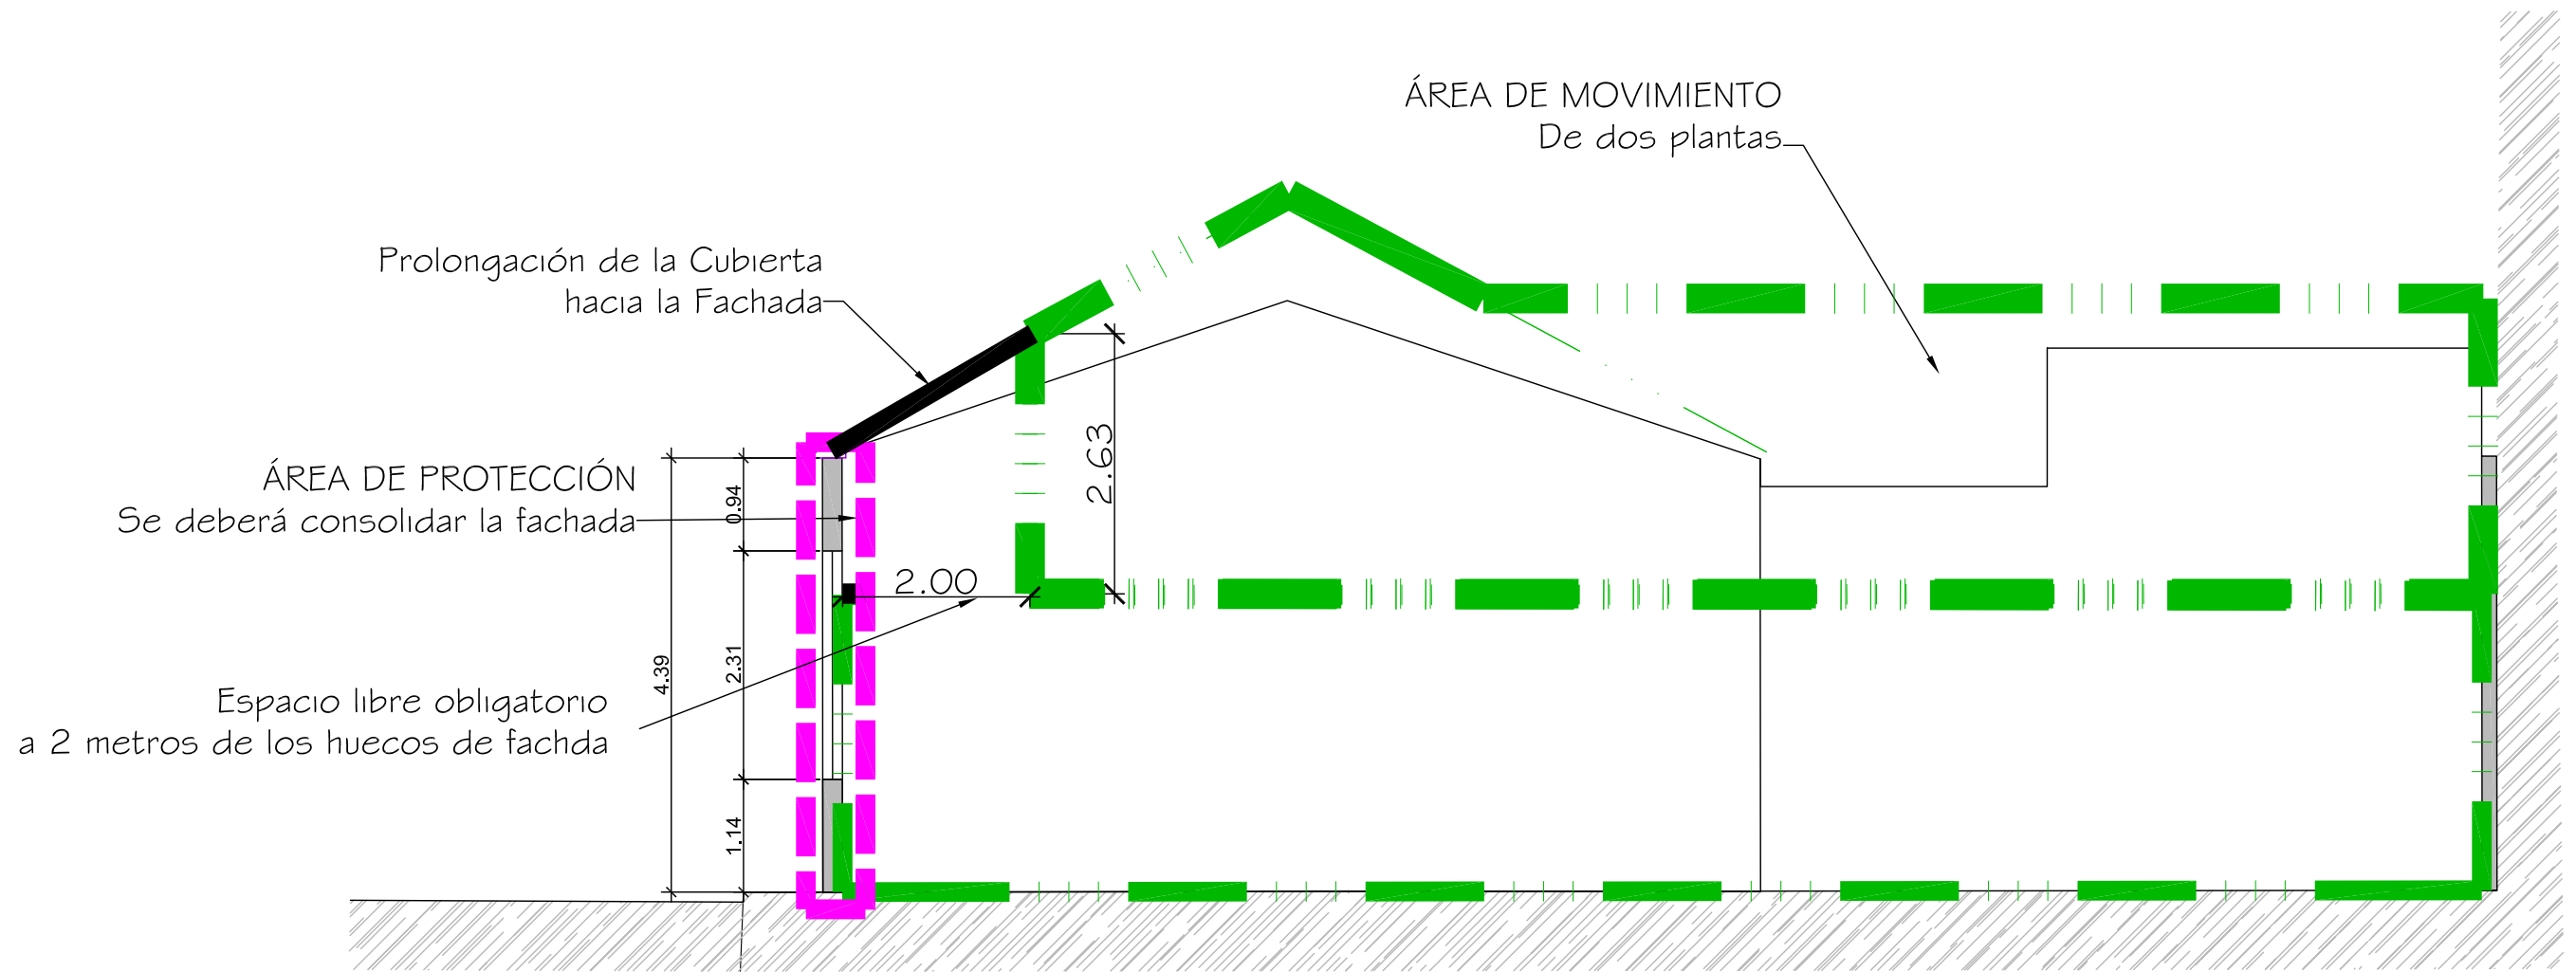 ÁREA DE MOVIMIENTO
De dos plantas
Prolongación de la Cubierta
hacia la Fachada
2.63
ÁREA DE PROTECCIÓN
Se deberá consolidar la fachada
0.94
2.00
4.39
2.31
Espacio libre obligatorio
a 2 metros de los huecos de fachda
1.14